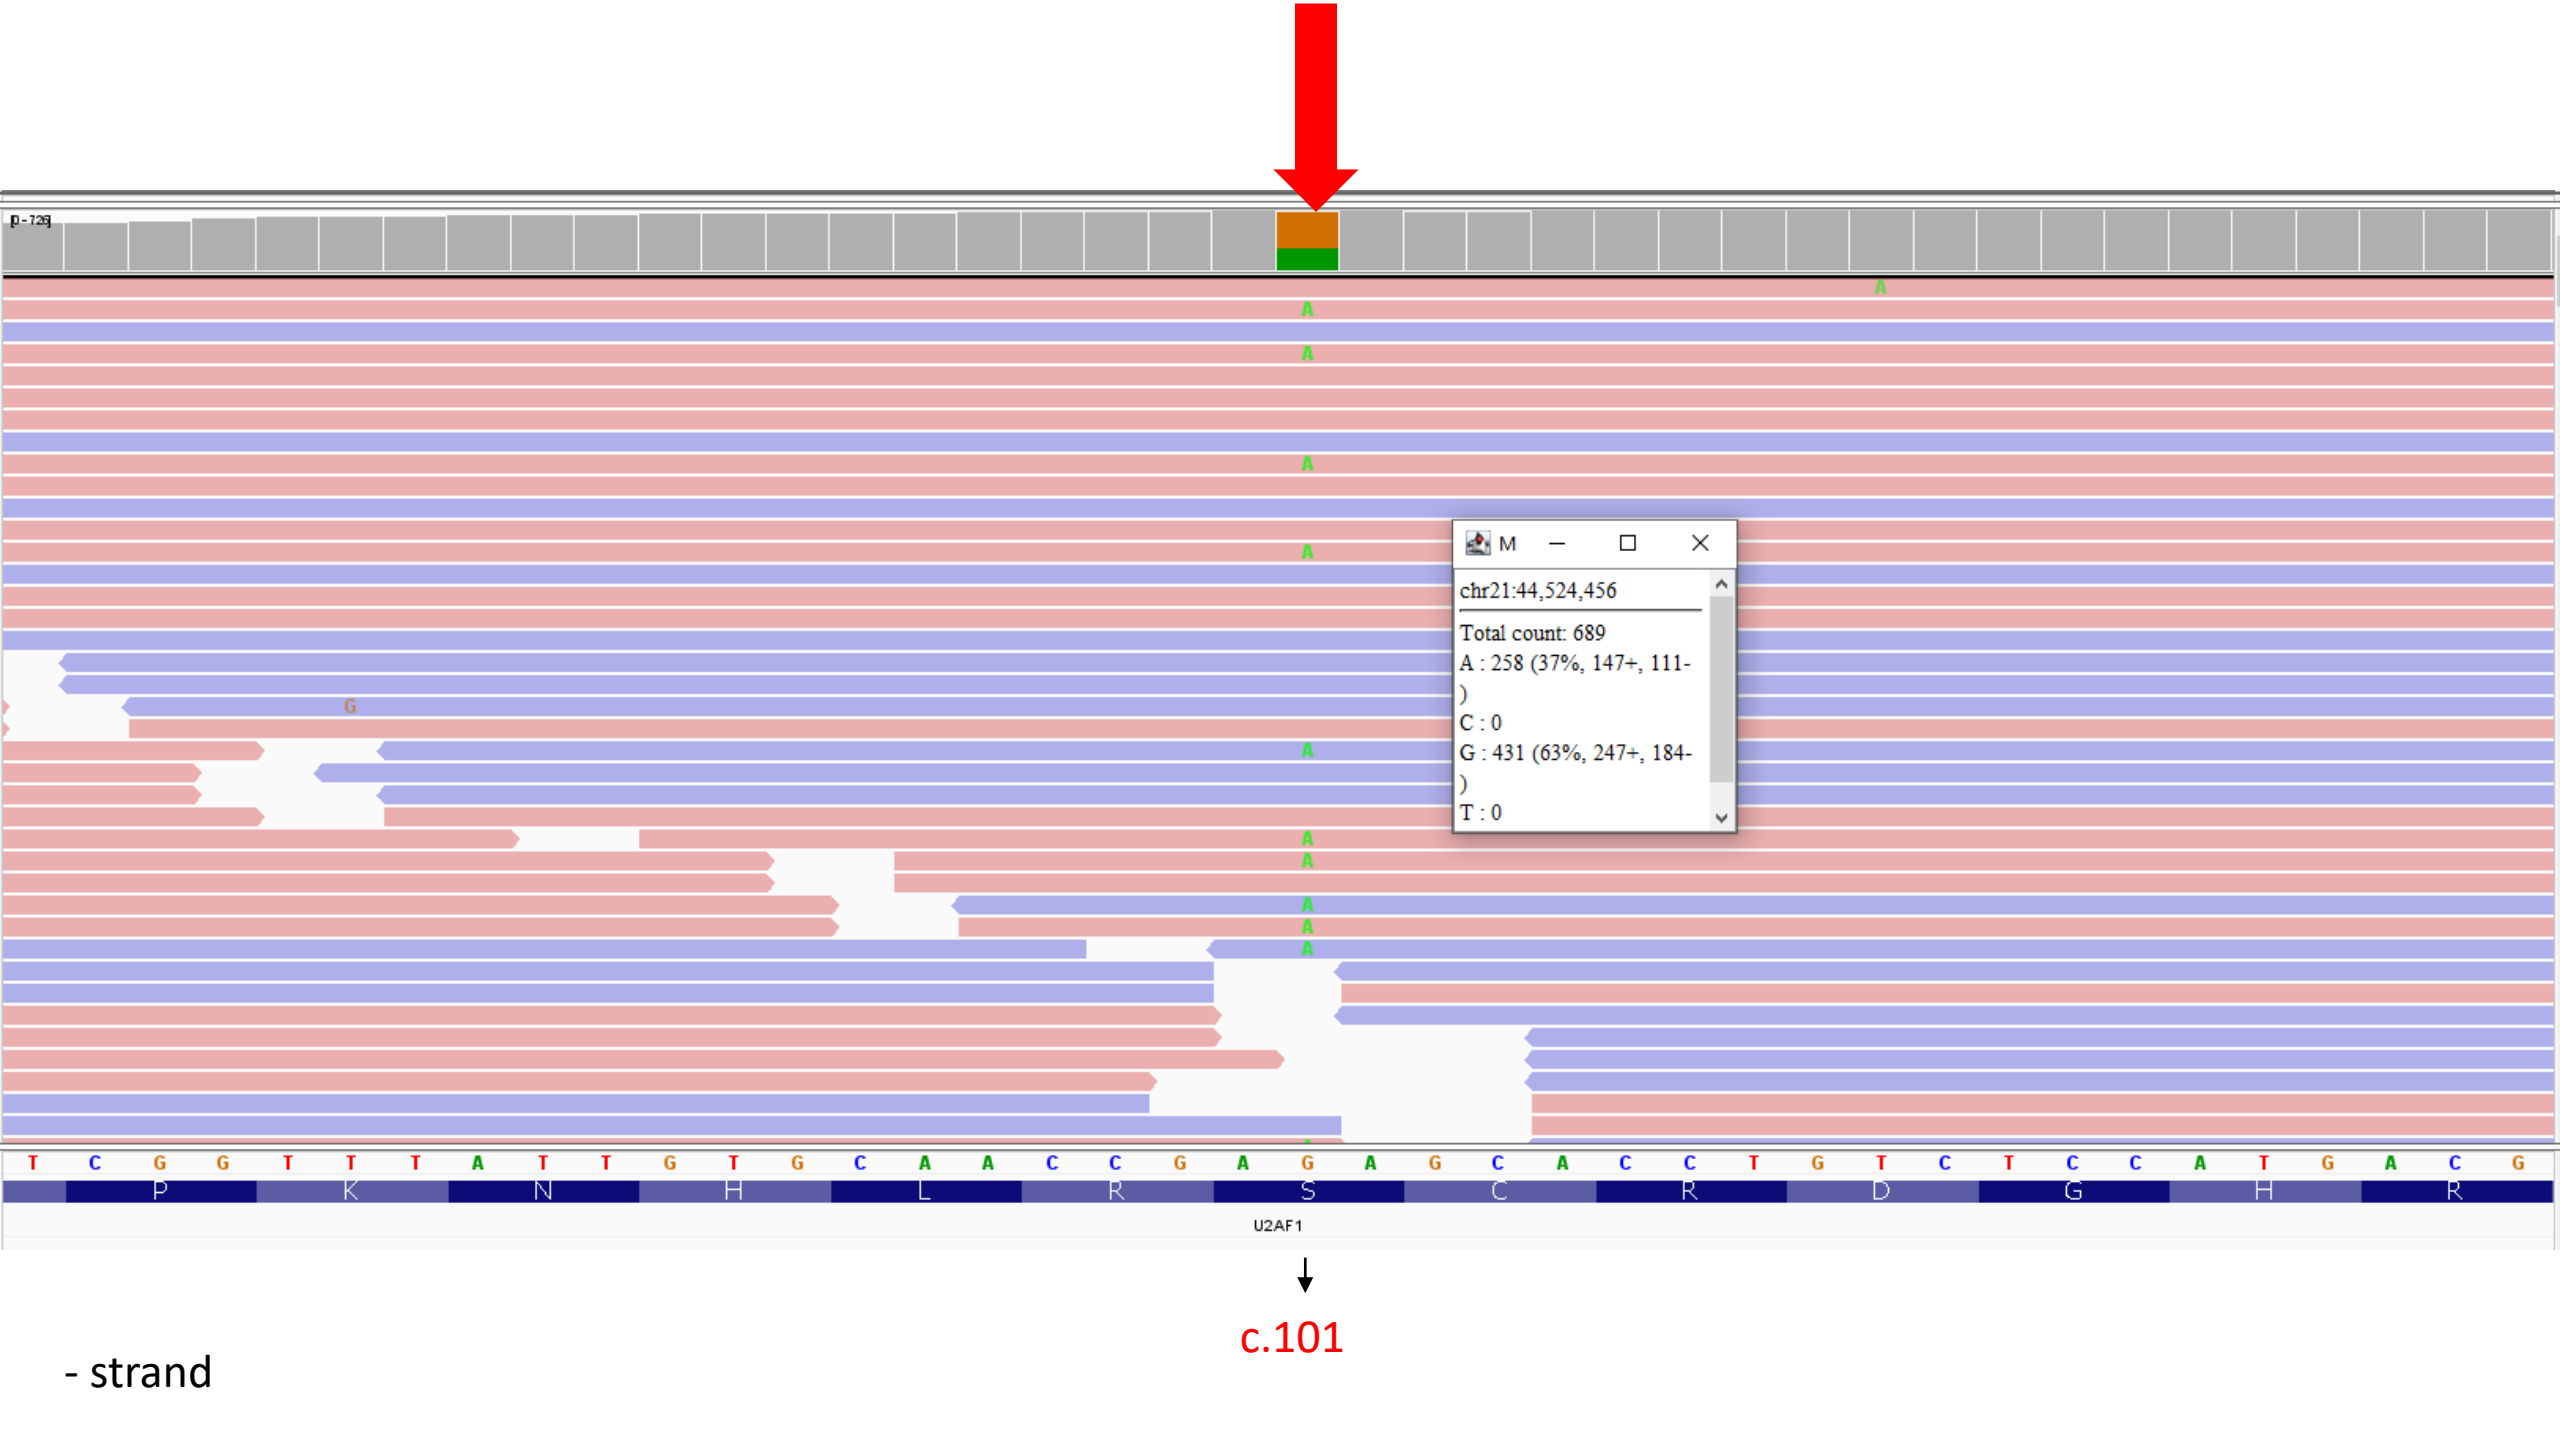 [0 - 726]
A
A
A
A
A
M
chr21:44,524,456
Total count: 689
A : 258 (37%, 147+, 111-
)
C : 0
G : 431 (63%, 247+, 184-
)
T : 0
G
A
A
A
A
A
A
T C G G T T T A T T G T G C A A C C G A G A G C A C C T G T C T C C A T G A C G
P K N H L R S C R D G H R
U2AF1
c.101
- strand